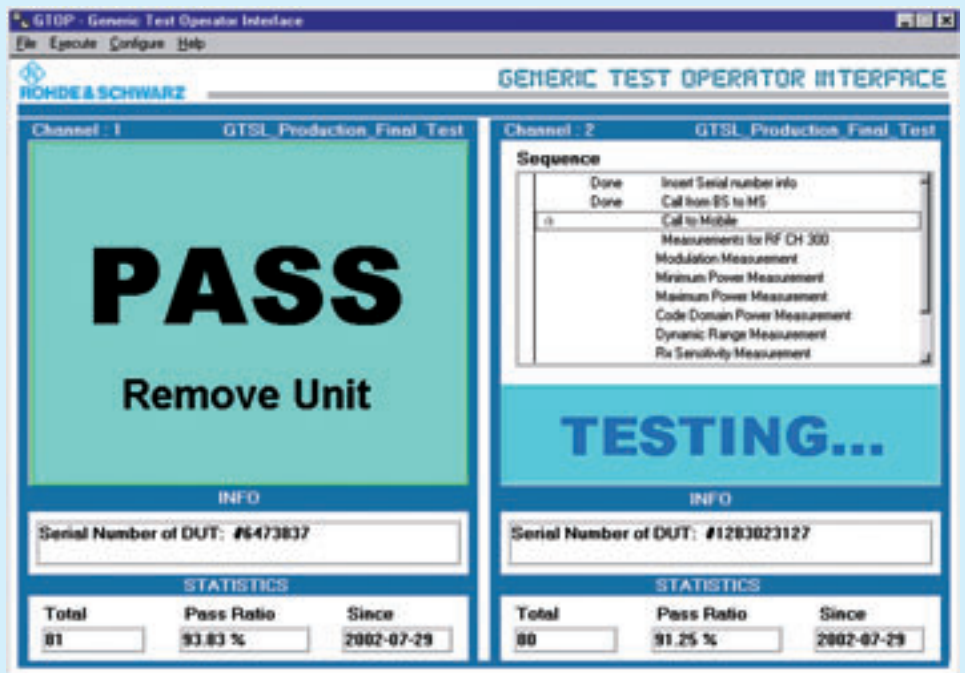 GTOP - Generic Test Operator Interface
File Execute Configure Help
ROHDE & SCHWARZ
GENERIC TEST OPERATOR INTERFACE
Channel : 1 GTSL_Production_Final_Test
PASS
Remove Unit
INFO
Serial Number of DUT: #6473837
STATISTICS
Total Pass Ratio Since
81 93.83 % 2002-07-29
Channel : 2 GTSL_Production_Final_Test
Sequence
Done Insert Serial number info
Done Call from BS to MS
Call to Mobile
Measurements for RF CH 300
Modulation Measurement
Minimum Power Measurement
Maximum Power Measurement
Code Domain Power Measurement
Dynamic Range Measurement
Rx Sensitivity Measurement
TESTING...
INFO
Serial Number of DUT: #1283023127
STATISTICS
Total Pass Ratio Since
80 91.25 % 2002-07-29